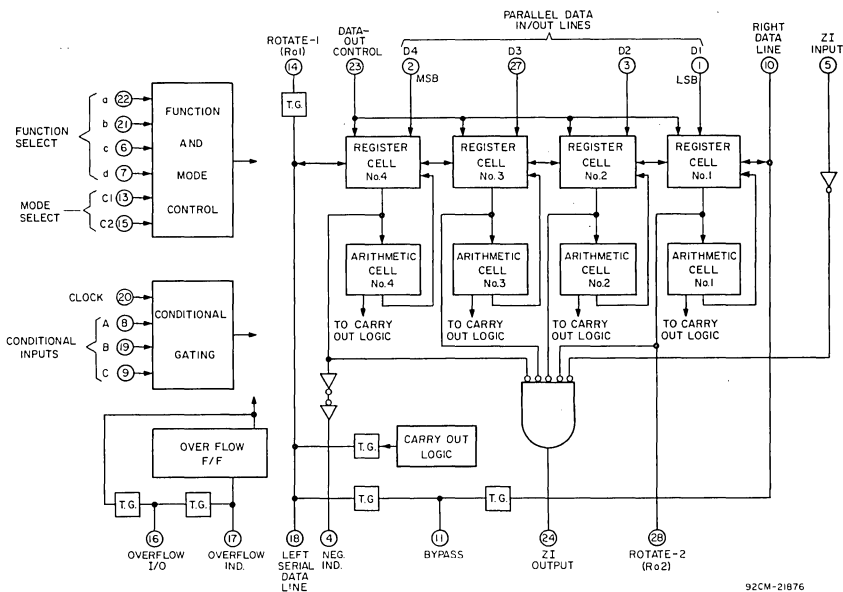 PARALLEL DATA
IN/OUT LINES
ROTATE-1
(Ro1)
14
DATA-
OUT
CONTROL
23
D4
2
MSB
D3
27
D2
3
D1
1
LSB
RIGHT
DATA
LINE
10
ZI
INPUT
5
T.G.
FUNCTION
SELECT
a 22
b 21
c 6
d 7
MODE
SELECT
C1 13
C2 15
FUNCTION
AND
MODE
CONTROL
REGISTER
CELL
No.4
REGISTER
CELL
No.3
REGISTER
CELL
No.2
REGISTER
CELL
No.1
ARITHMETIC
CELL
No.4
ARITHMETIC
CELL
No.3
ARITHMETIC
CELL
No.2
ARITHMETIC
CELL
No.1
TO CARRY
OUT LOGIC
TO CARRY
OUT LOGIC
TO CARRY
OUT LOGIC
TO CARRY
OUT LOGIC
CLOCK 20
CONDITIONAL
INPUTS
A 8
B 19
C 9
CONDITIONAL
GATING
OVER FLOW
F/F
T.G.
CARRY OUT
LOGIC
T.G.
T.G.
T.G
T.G.
16
OVERFLOW
I/O
17
OVERFLOW
IND.
18
LEFT
SERIAL
DATA
LINE
4
NEG.
IND.
11
BYPASS
24
ZI
OUTPUT
28
ROTATE-2
(Ro2)
92CM-21876